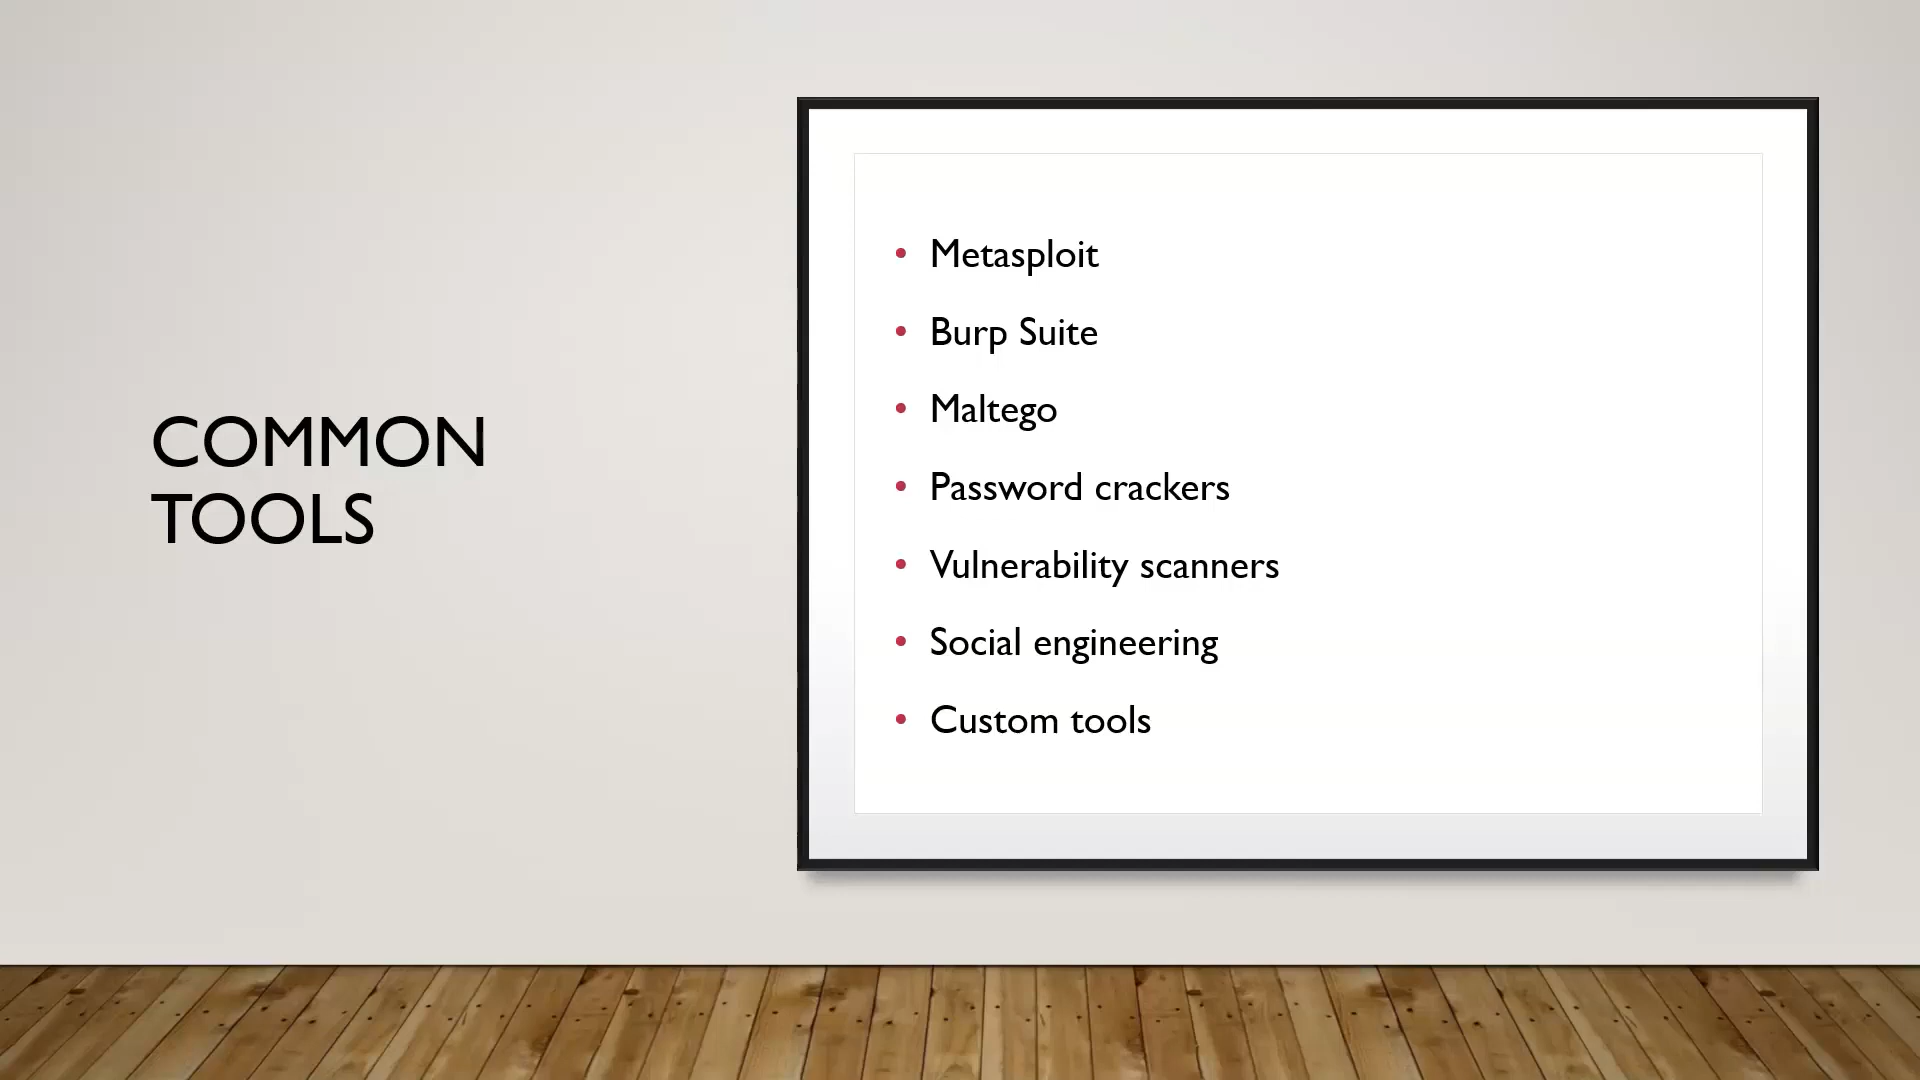 COMMON
TOOLS
• Metasploit
• Burp Suite
• Maltego
• Password crackers
• Vulnerability scanners
• Social engineering
• Custom tools